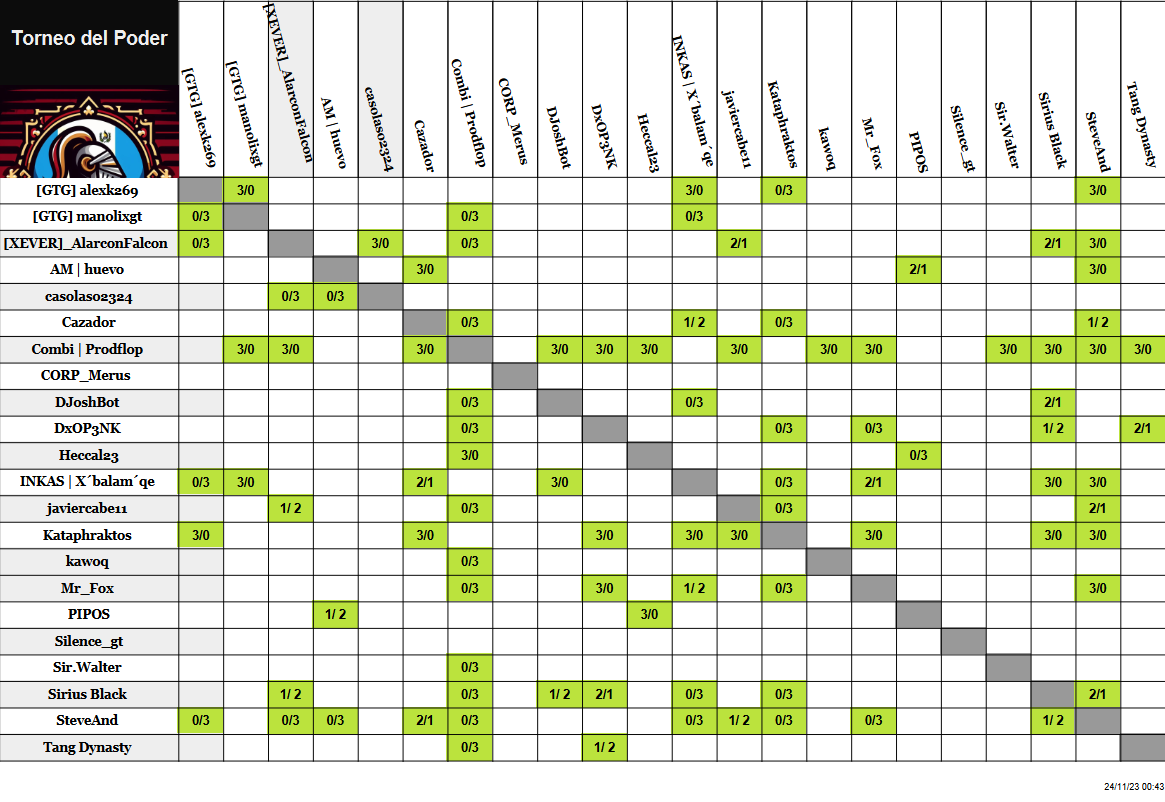 Torneo del Poder
[GTG] alexk269
[GTG] manolixgt
[XEVER]_AlarconFalcon
AM | huevo
casolaso2324
Cazador
Combi | Prodflop
CORP_Merus
DJoshBot
DxOP3NK
Heccal23
INKAS | X´balam´qe
javiercabe11
Kataphraktos
kawoq
Mr_Fox
PIPOS
Silence_gt
Sir.Walter
Sirius Black
SteveAnd
Tang Dynasty
[GTG] alexk269 3/0 3/0 0/3 3/0
[GTG] manolixgt 0/3 0/3 0/3
[XEVER]_AlarconFalcon 0/3 3/0 0/3 2/1 2/1 3/0
AM | huevo 3/0 2/1 3/0
casolaso2324 0/3 0/3
Cazador 0/3 1/ 2 0/3 1/ 2
Combi | Prodflop 3/0 3/0 3/0 3/0 3/0 3/0 3/0 3/0 3/0 3/0 3/0 3/0 3/0
CORP_Merus
DJoshBot 0/3 0/3 2/1
DxOP3NK 0/3 0/3 0/3 1/ 2 2/1
Heccal23 3/0 0/3
INKAS | X´balam´qe 0/3 3/0 2/1 3/0 0/3 2/1 3/0 3/0
javiercabe11 1/ 2 0/3 0/3 2/1
Kataphraktos 3/0 3/0 3/0 3/0 3/0 3/0 3/0 3/0
kawoq 0/3
Mr_Fox 0/3 3/0 1/ 2 0/3 3/0
PIPOS 1/ 2 3/0
Silence_gt
Sir.Walter 0/3
Sirius Black 1/ 2 0/3 1/ 2 2/1 0/3 0/3 2/1
SteveAnd 0/3 0/3 0/3 2/1 0/3 0/3 1/ 2 0/3 0/3 1/ 2
Tang Dynasty 0/3 1/ 2
24/11/23 00:43